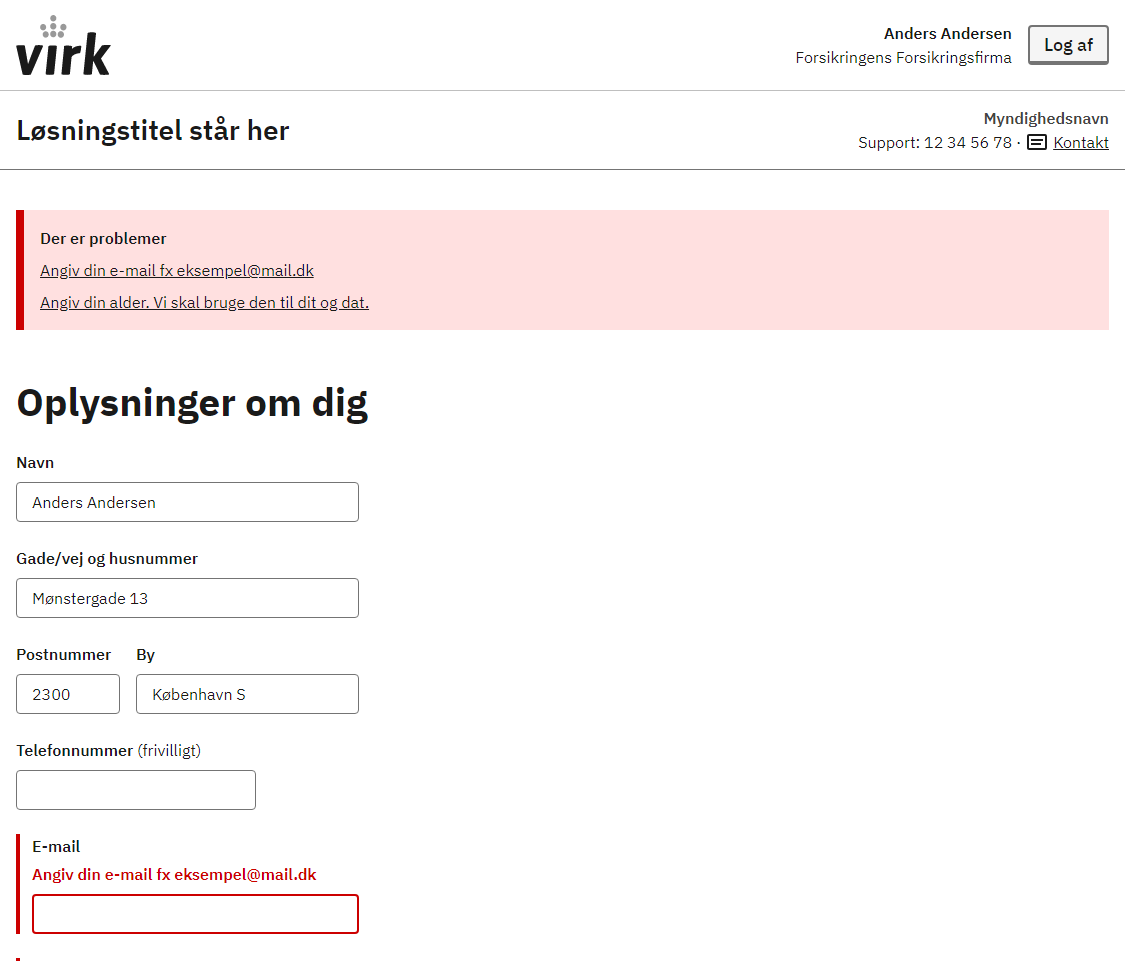 virk
Anders Andersen
Forsikringens Forsikringsfirma
Log af
Løsningstitel står her
Myndighedsnavn
Support: 12 34 56 78 · Kontakt
Der er problemer
Angiv din e-mail fx eksempel@mail.dk
Angiv din alder. Vi skal bruge den til dit og dat.
Oplysninger om dig
Navn
Anders Andersen
Gade/vej og husnummer
Mønstergade 13
Postnummer By
2300 København S
Telefonnummer (frivilligt)
E-mail
Angiv din e-mail fx eksempel@mail.dk